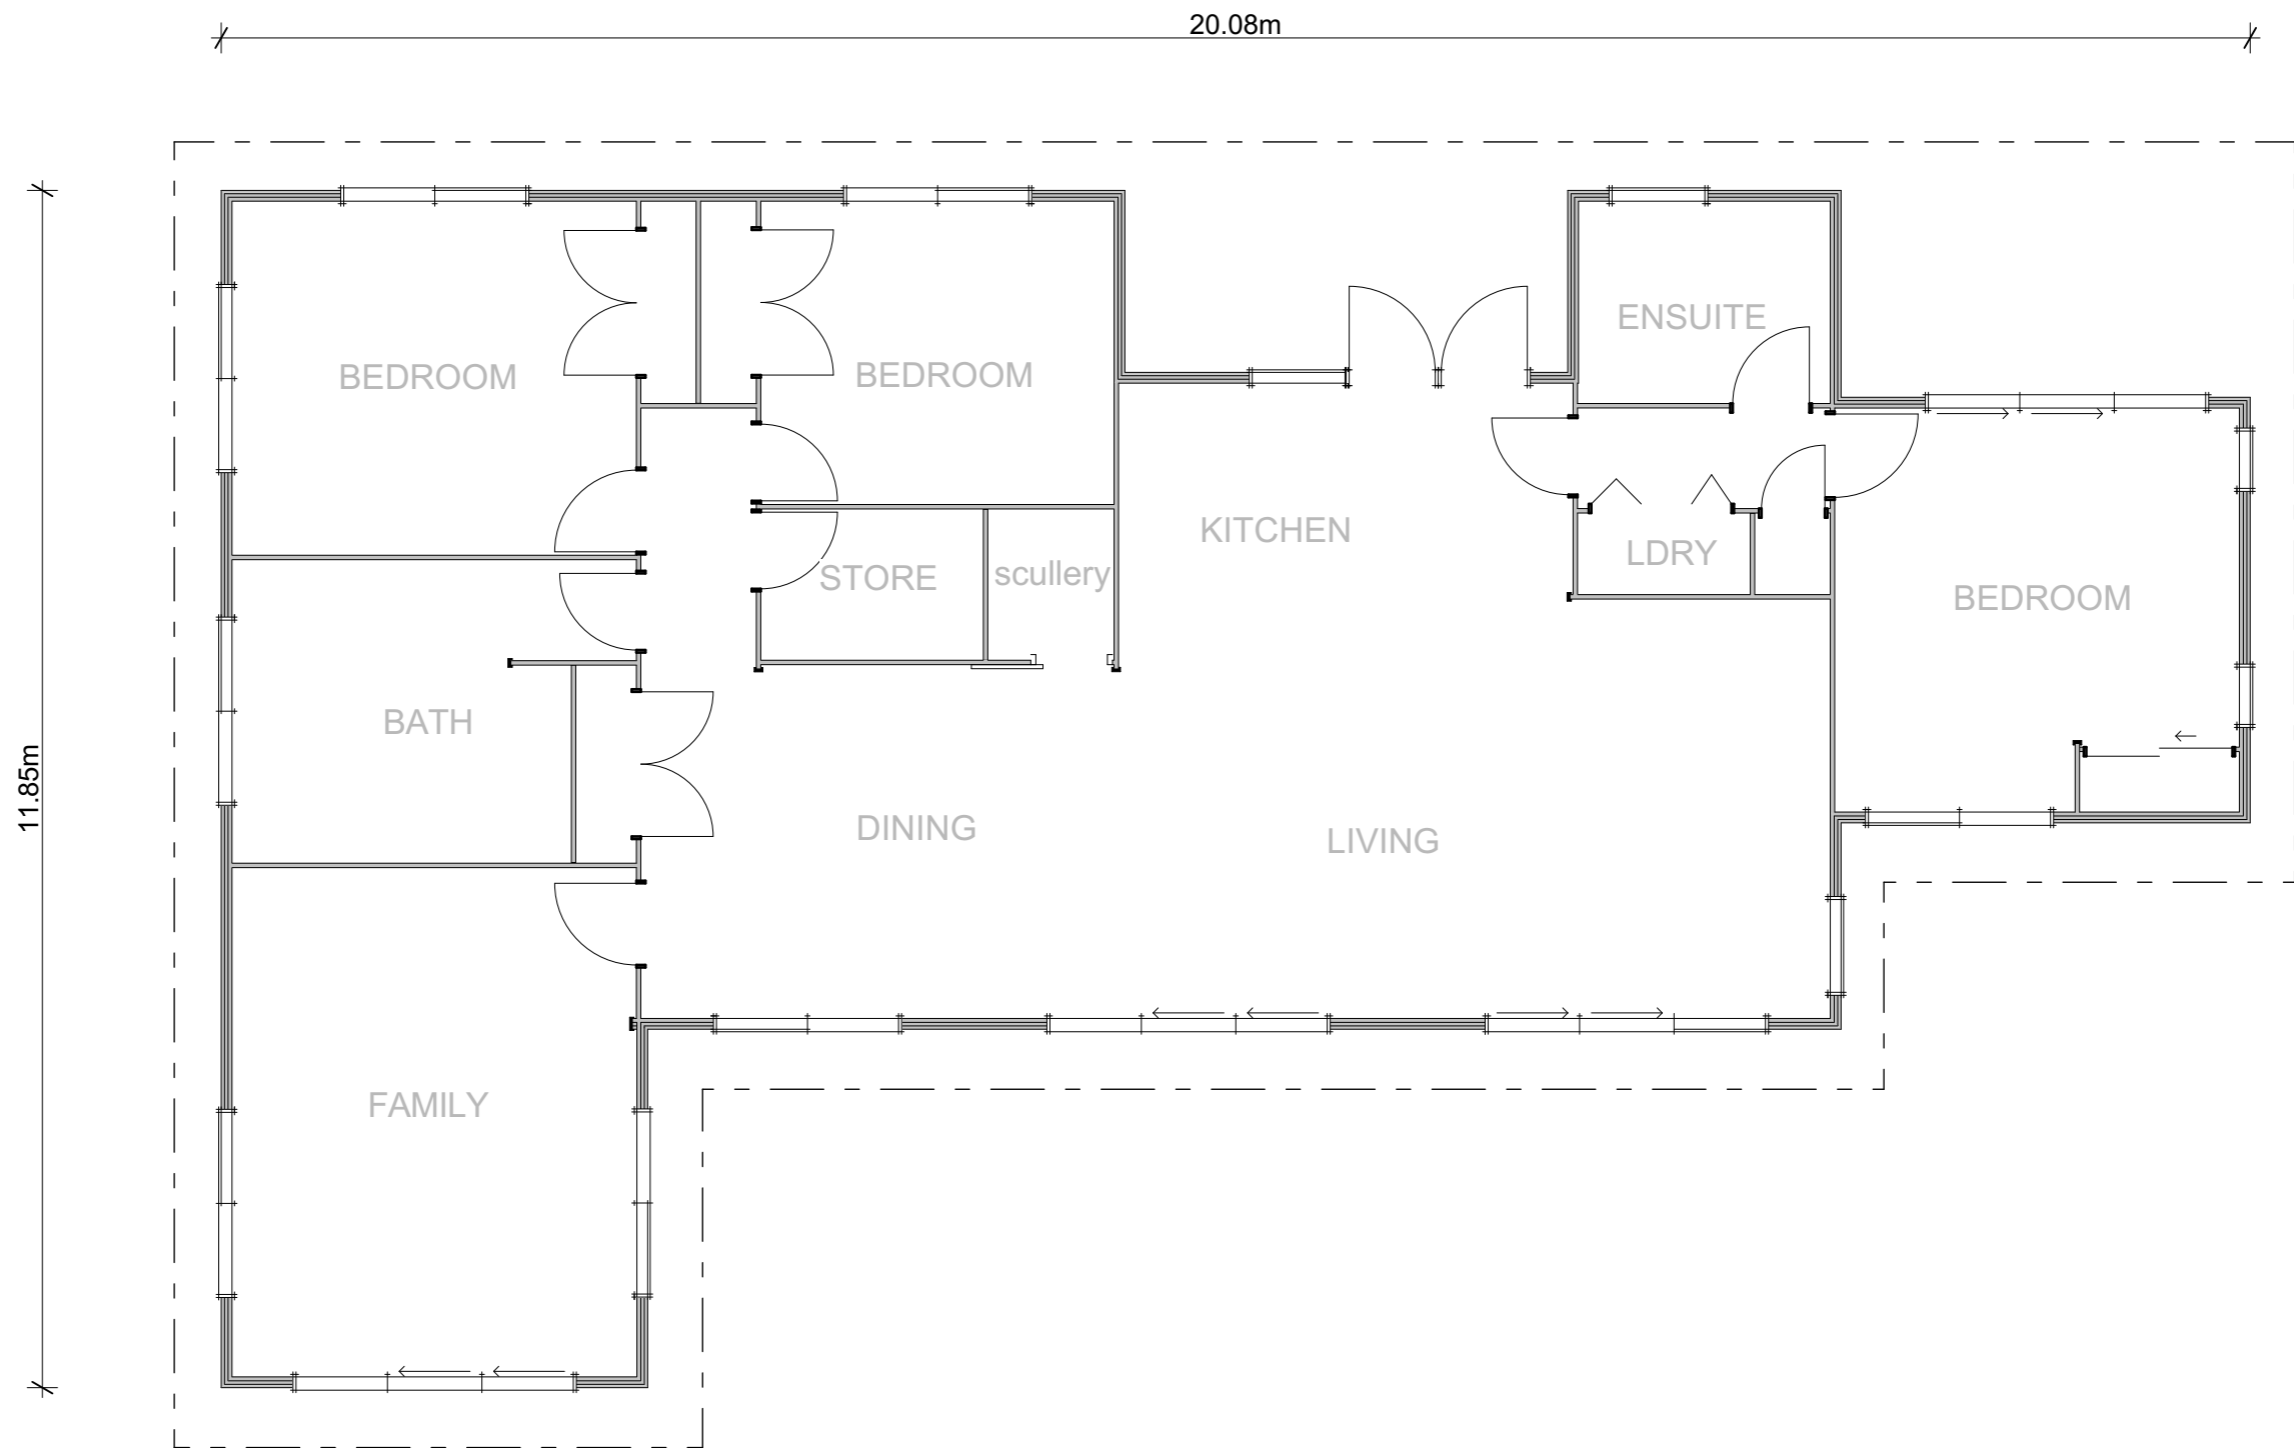 20.08m
ENSUITE
BEDROOM
BEDROOM
KITCHEN
LDRY
STORE
scullery
BEDROOM
BATH
11.85m
DINING
LIVING
FAMILY